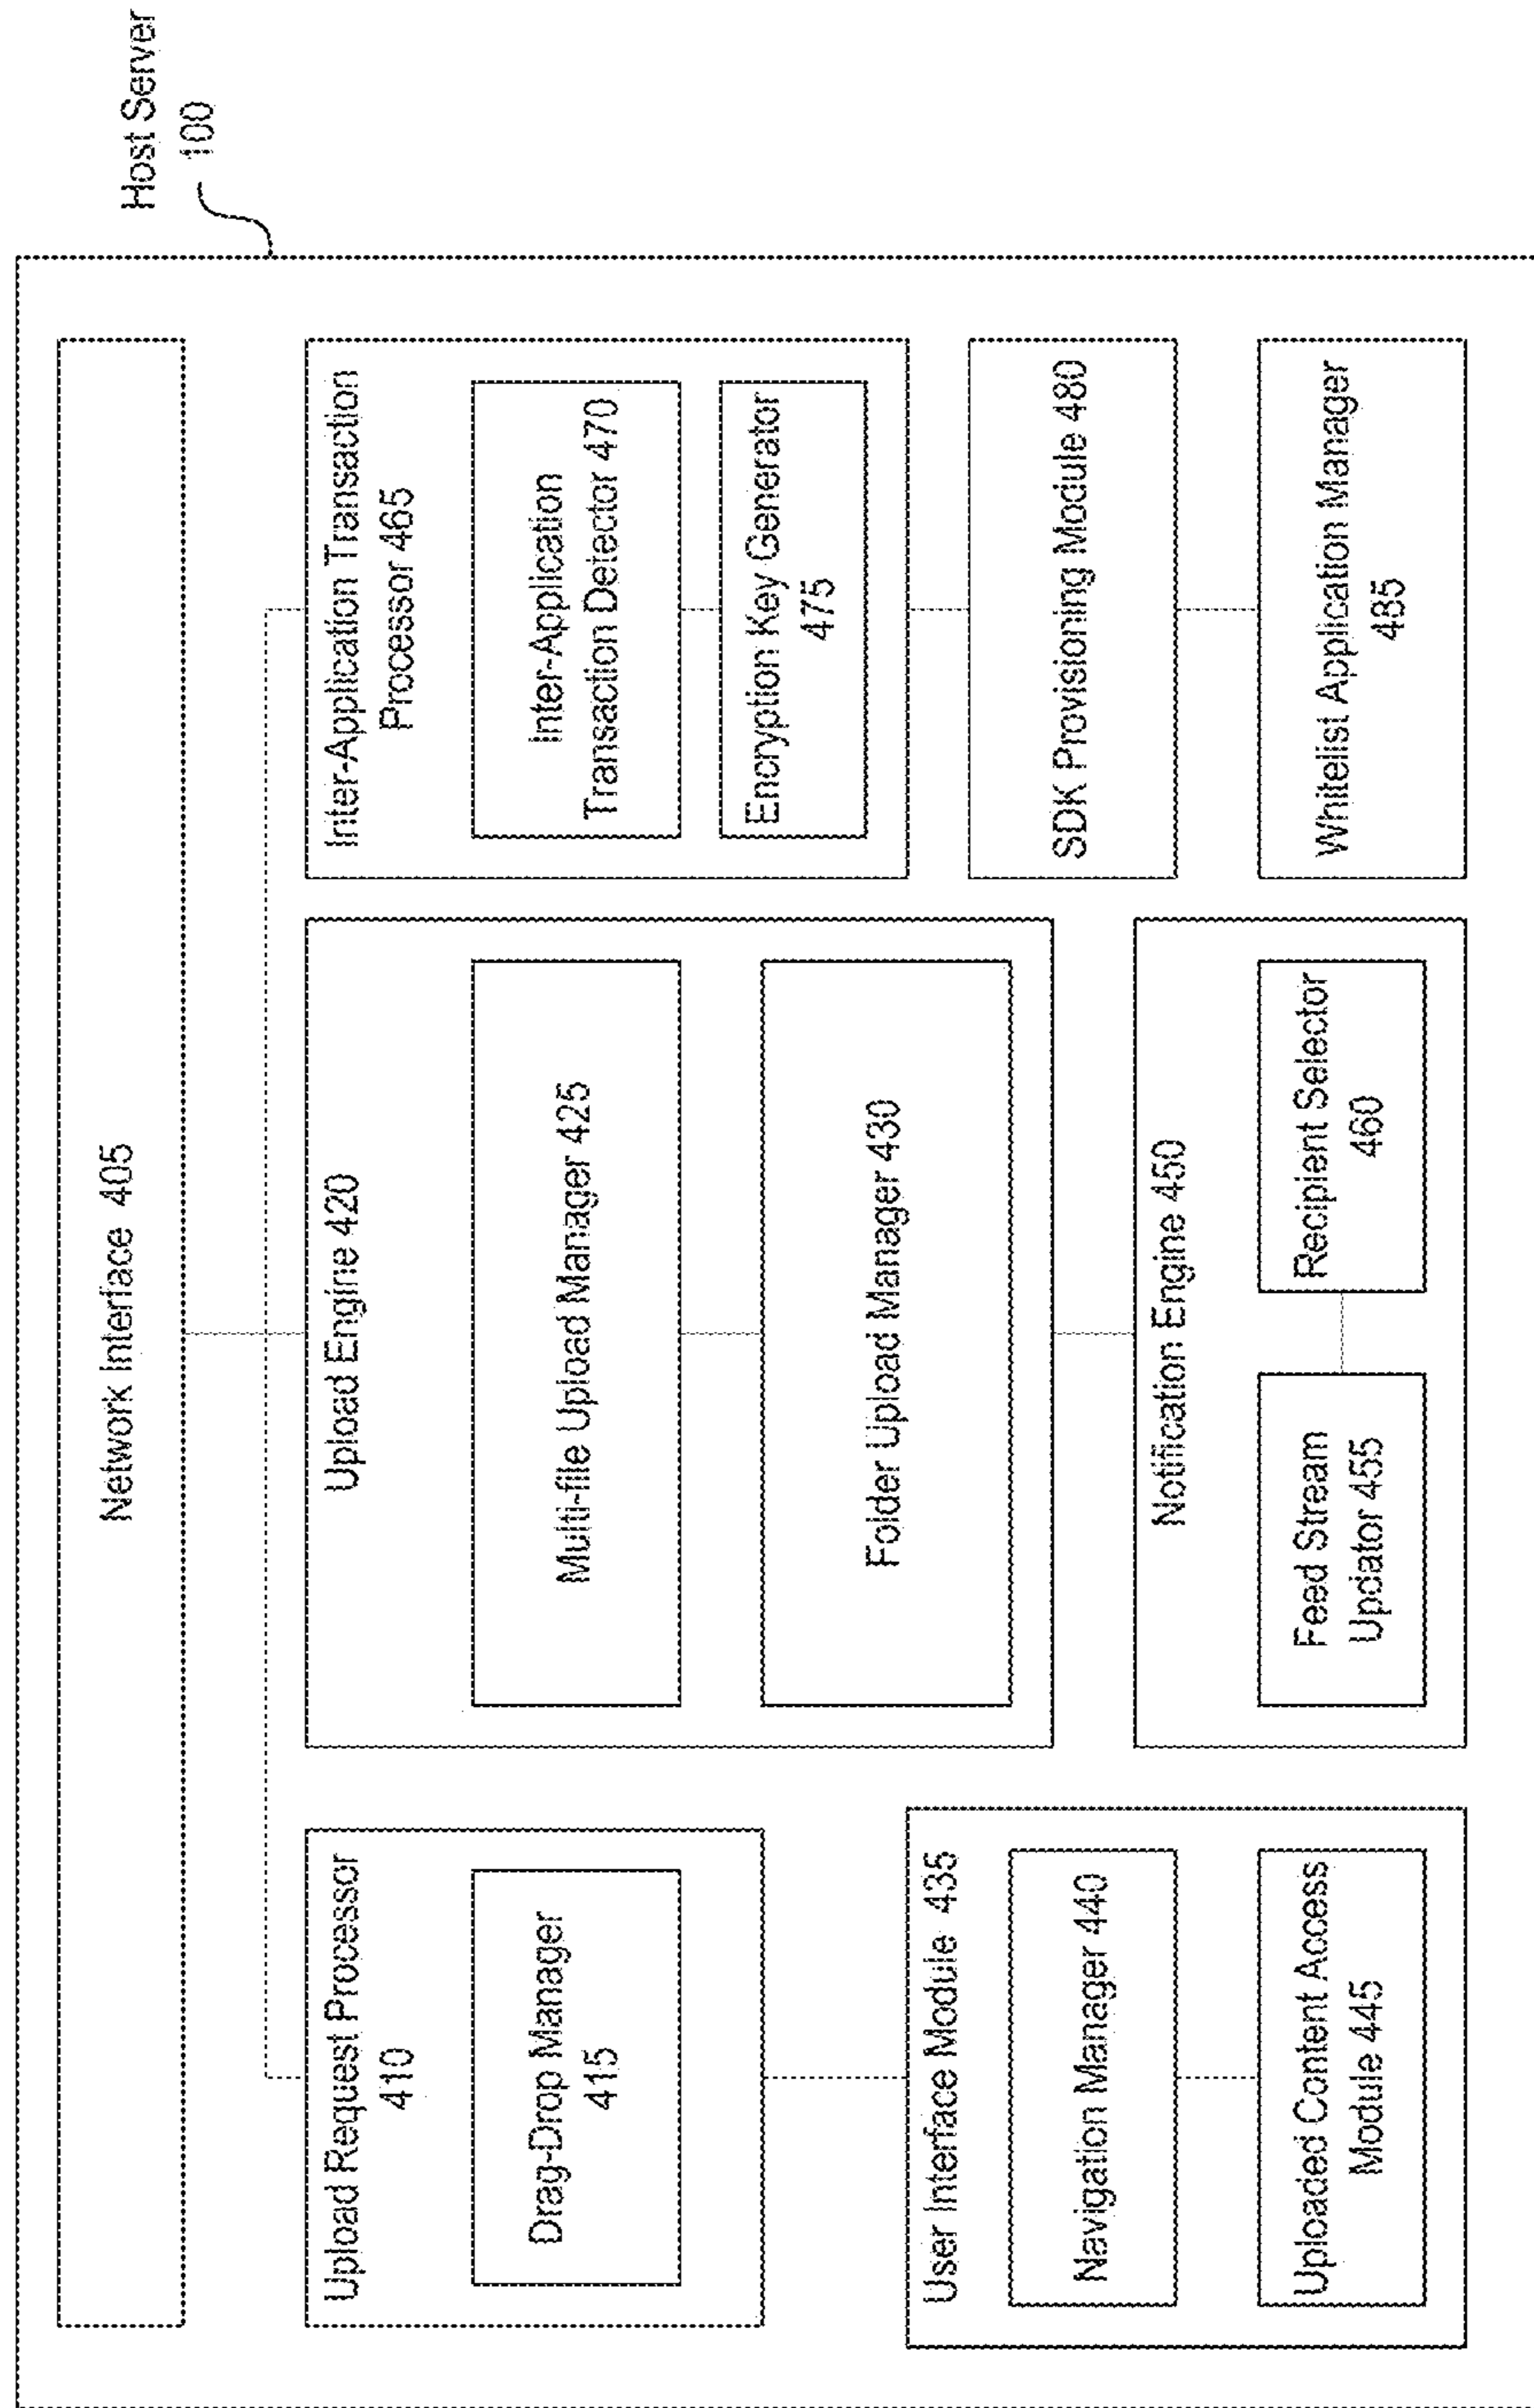 Host Server
100
Network Interface 405
Upload Request Processor
410
Drag-Drop Manager
415
User Interface Module 435
Navigation Manager 440
Uploaded Content Access
Module 445
Upload Engine 420
Multi-file Upload Manager 425
Folder Upload Manager 430
Notification Engine 450
Feed Stream
Updator 455
Recipient Selector
460
Inter-Application Transaction
Processor 465
Inter-Application
Transaction Detector 470
Encryption Key Generator
475
SDK Provisioning Module 480
Whitelist Application Manager
485